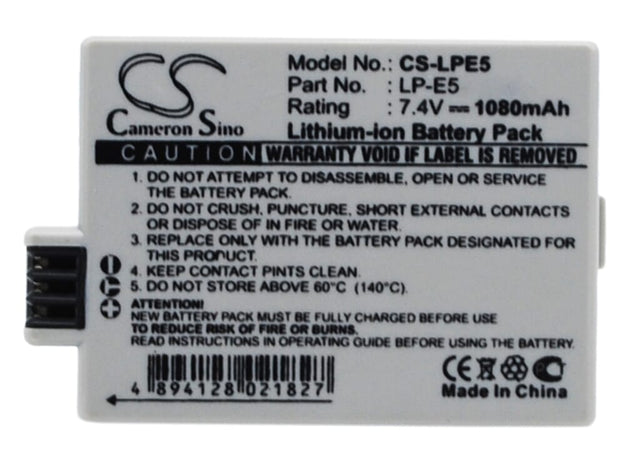 CS
Cameron Sino
Model No.: CS-LPE5
Part No. : LP-E5
Rating : 7.4V 1080mAh
Lithium-ion Battery Pack
CAUTION WARRANTY VOID IF LABEL IS REMOVED
1. DO NOT ATTEMPT TO DISASSEMBLE, OPEN OR SERVICE
THE BATTERY PACK.
2. DO NOT CRUSH, PUNCTURE, SHORT EXTERNAL CONTACTS
OR DISPOSE OF IN FIRE OR WATER.
3. REPLACE ONLY WITH THE BATTERY PACK DESIGNATED FOR
THIS PRODUCT.
4. KEEP CONTACT PINTS CLEAN.
5. DO NOT STORE ABOVE 60°C (140°C).
ATTENTION!
NEW BATTERY PACK MUST BE FULLY CHARGED BEFORE USE.
TO REDUCE RISK OF FIRE OR BURNS.
READ INSTRUCTIONS IN OPERATING GUIDE BEFORE USING THE BATTERY.
4 894128 021827
CE
Made In China